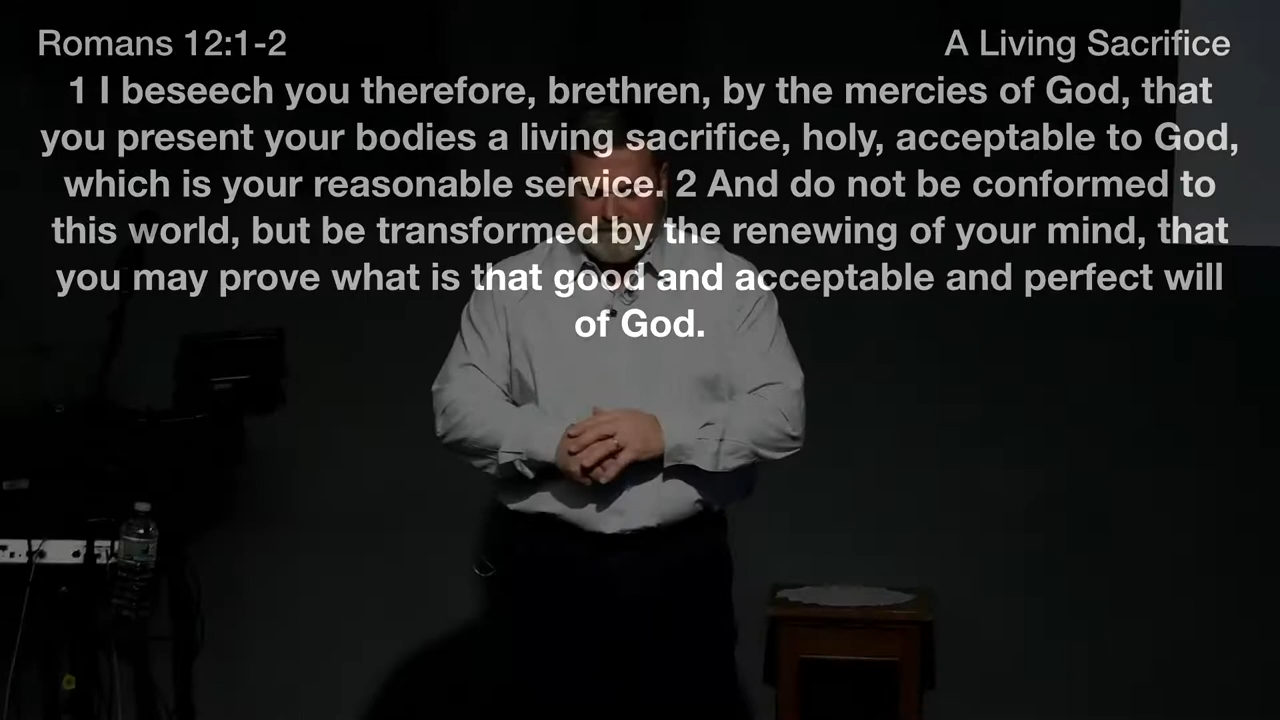 Romans 12:1-2
A Living Sacrifice
1 I beseech you therefore, brethren, by the mercies of God, that
you present your bodies a living sacrifice, holy, acceptable to God,
which is your reasonable service. 2 And do not be conformed to
this world, but be transformed by the renewing of your mind, that
you may prove what is that good and acceptable and perfect will
of God.